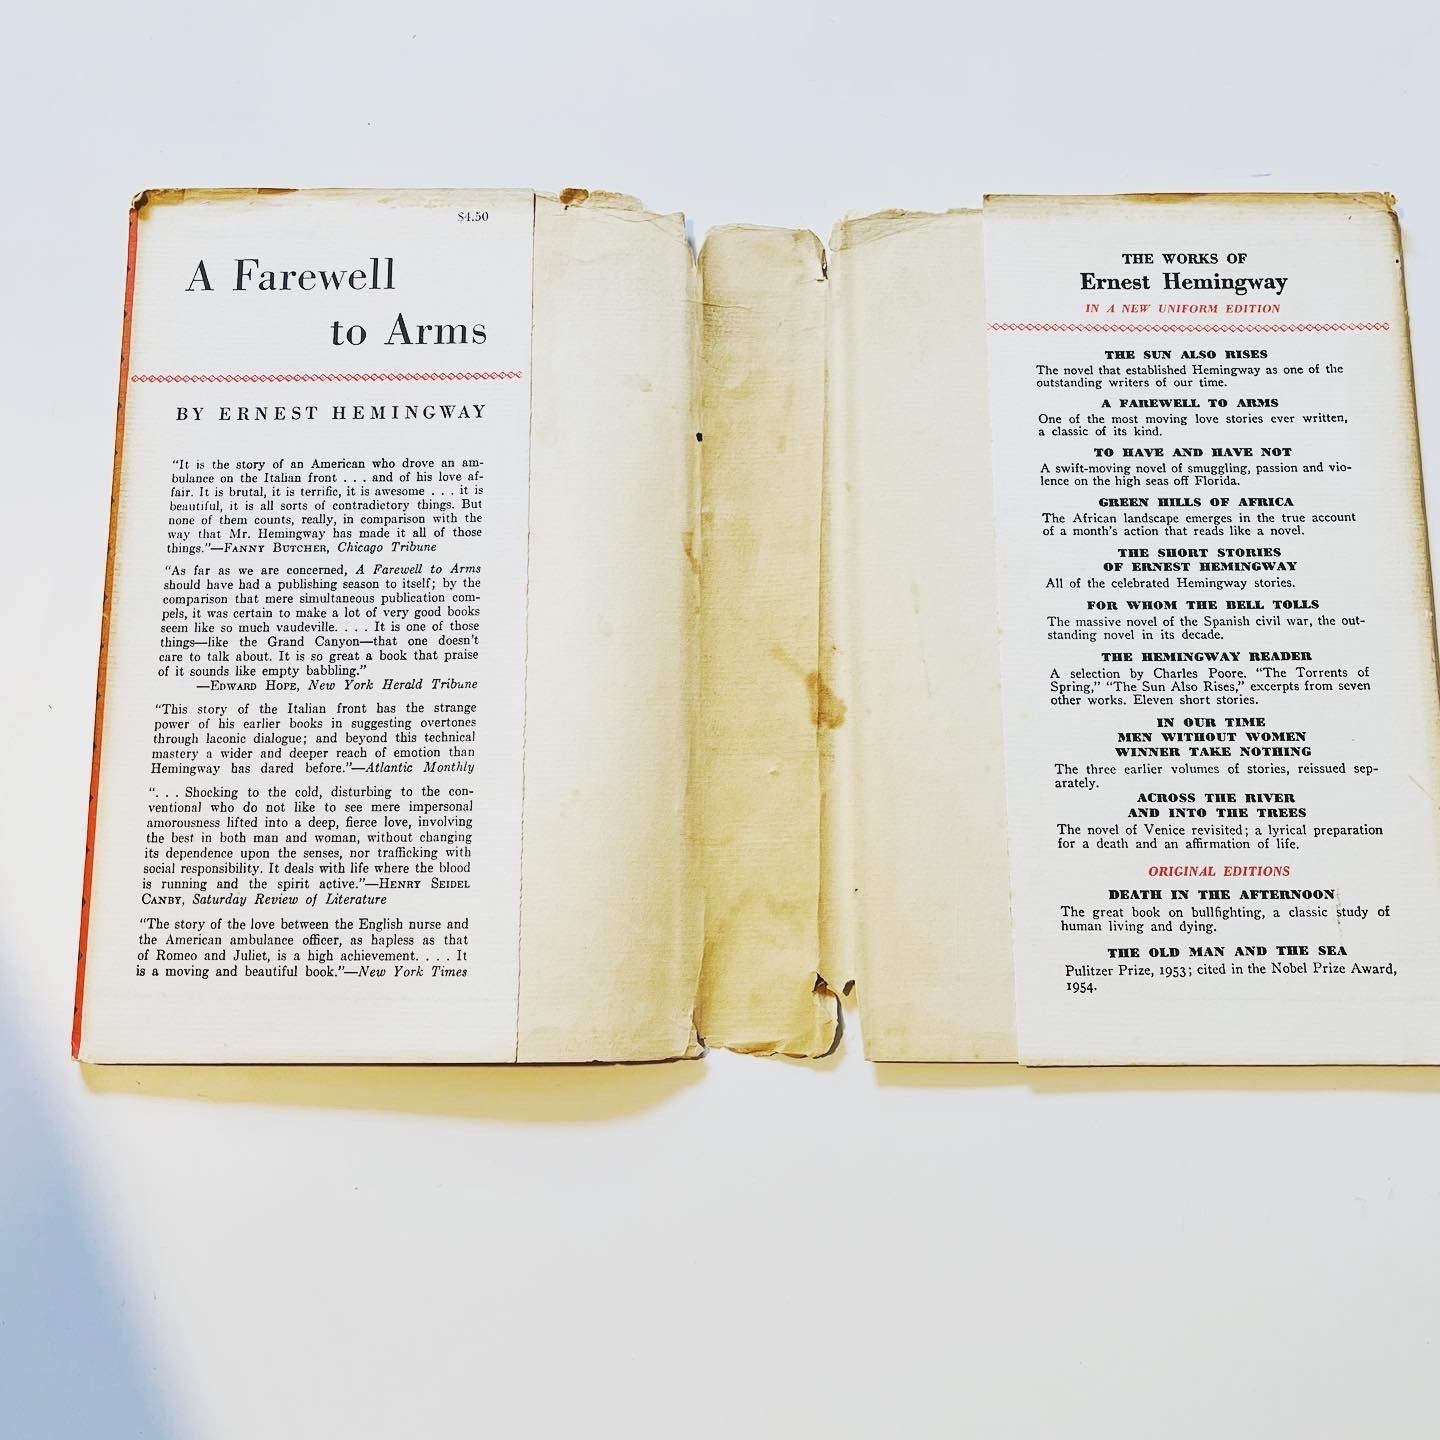 $4.50
A Farewell
to Arms
BY ERNEST HEMINGWAY
“It is the story of an American who drove an am-
bulance on the Italian front . . . and of his love af-
fair. It is brutal, it is terrific, it is awesome . . . it is
beautiful, it is all sorts of contradictory things. But
none of them counts, really, in comparison with the
way that Mr. Hemingway has made it all of those
things.”—FANNY BUTCHER, Chicago Tribune
“As far as we are concerned, A Farewell to Arms
should have had a publishing season to itself; by the
comparison that mere simultaneous publication com-
pels, it was certain to make a lot of very good books
seem like so much vaudeville. . . . It is one of those
things—like the Grand Canyon—that one doesn’t
care to talk about. It is so great a book that praise
of it sounds like empty babbling.”
—EDWARD HOPE, New York Herald Tribune
“This story of the Italian front has the strange
power of his earlier books in suggesting overtones
through laconic dialogue; and beyond this technical
mastery a wider and deeper reach of emotion than
Hemingway has dared before.”—Atlantic Monthly
“. . . Shocking to the cold, disturbing to the con-
ventional who do not like to see mere impersonal
amorousness lifted into a deep, fierce love, involving
the best in both man and woman, without changing
its dependence upon the senses, nor trafficking with
social responsibility. It deals with life where the blood
is running and the spirit active.”—HENRY SEIDEL
CANBY, Saturday Review of Literature
“The story of the love between the English nurse and
the American ambulance officer, as hapless as that
of Romeo and Juliet, is a high achievement. . . . It
is a moving and beautiful book.”—New York Times
THE WORKS OF
Ernest Hemingway
IN A NEW UNIFORM EDITION
THE SUN ALSO RISES
The novel that established Hemingway as one of the
outstanding writers of our time.
A FAREWELL TO ARMS
One of the most moving love stories ever written,
a classic of its kind.
TO HAVE AND HAVE NOT
A swift-moving novel of smuggling, passion and vio-
lence on the high seas off Florida.
GREEN HILLS OF AFRICA
The African landscape emerges in the true account
of a month’s action that reads like a novel.
THE SHORT STORIES
OF ERNEST HEMINGWAY
All of the celebrated Hemingway stories.
FOR WHOM THE BELL TOLLS
The massive novel of the Spanish civil war, the out-
standing novel in its decade.
THE HEMINGWAY READER
A selection by Charles Poore. “The Torrents of
Spring,” “The Sun Also Rises,” excerpts from seven
other works. Eleven short stories.
IN OUR TIME
MEN WITHOUT WOMEN
WINNER TAKE NOTHING
The three earlier volumes of stories, reissued sep-
arately.
ACROSS THE RIVER
AND INTO THE TREES
The novel of Venice revisited; a lyrical preparation
for a death and an affirmation of life.
ORIGINAL EDITIONS
DEATH IN THE AFTERNOON
The great book on bullfighting, a classic study of
human living and dying.
THE OLD MAN AND THE SEA
Pulitzer Prize, 1953; cited in the Nobel Prize Award,
1954.